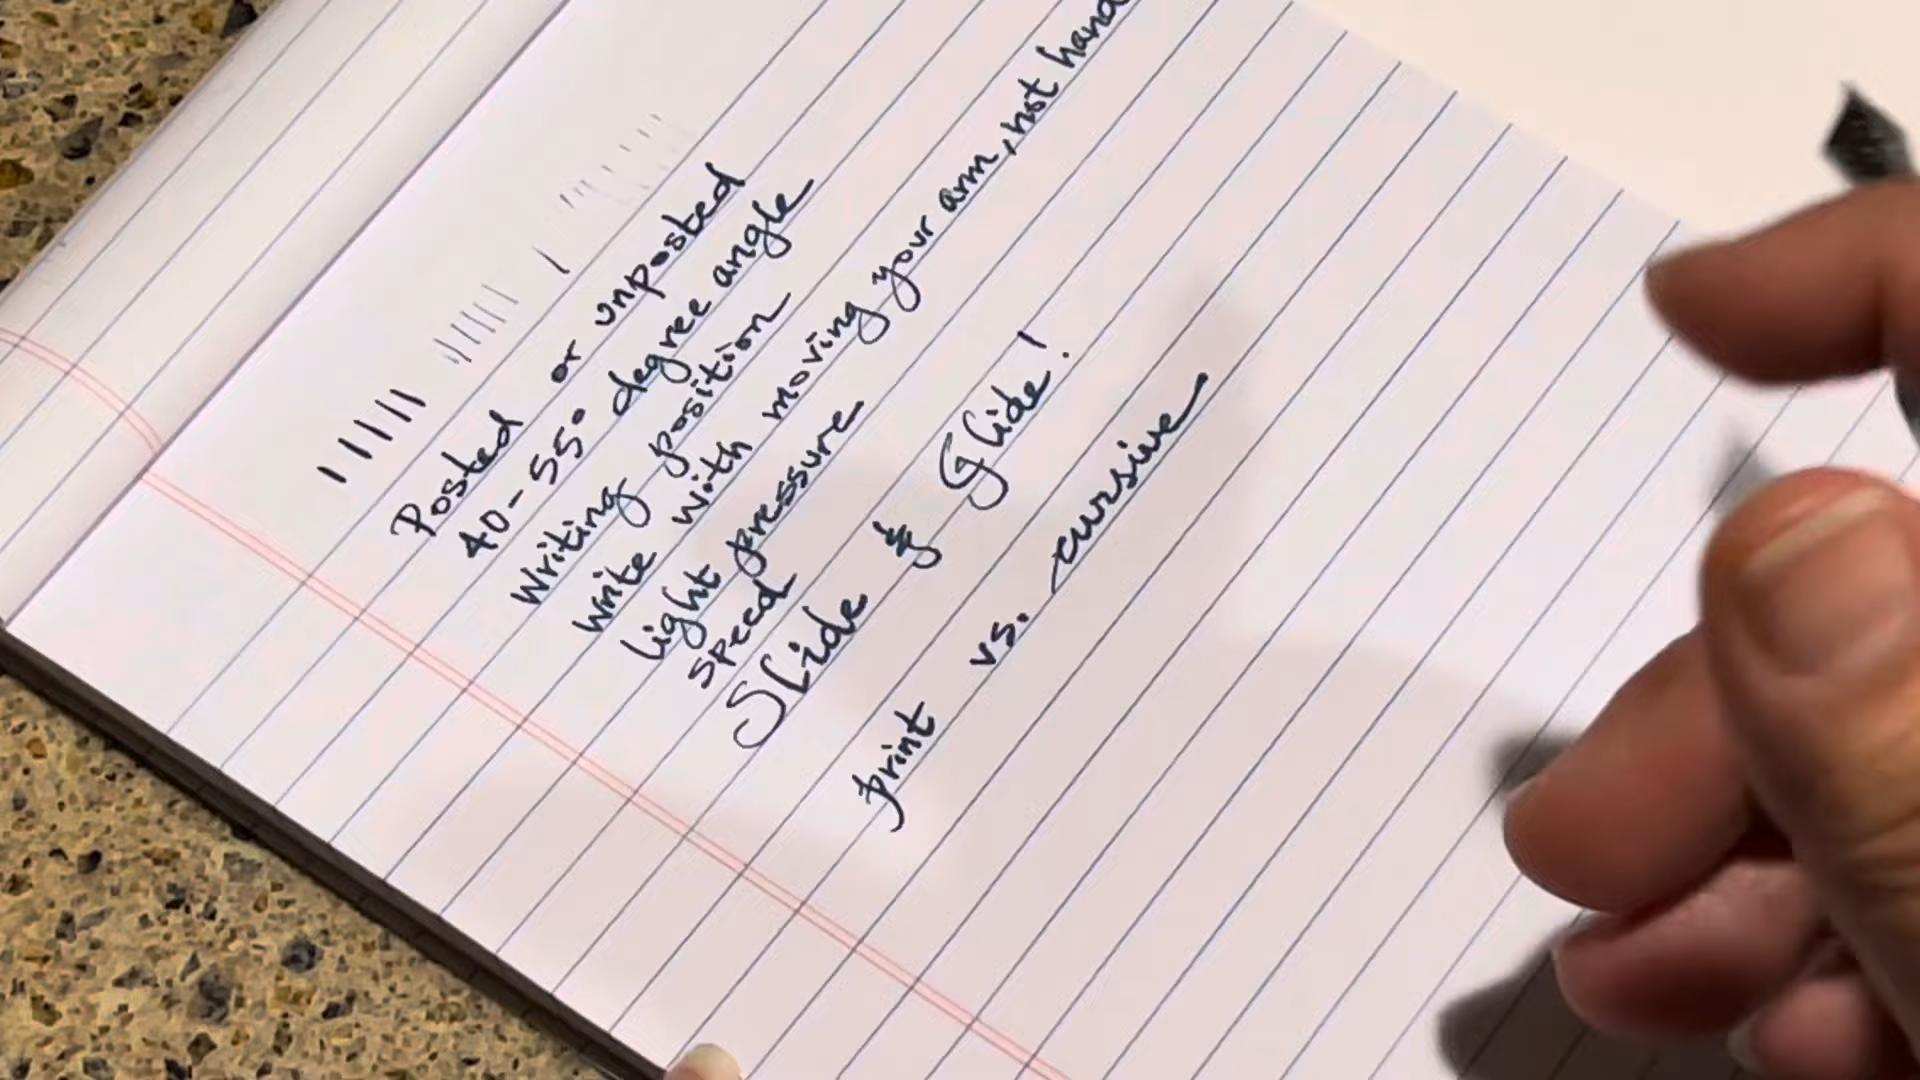 Posted or unposted
40-55° degree angle
Writing position
write with moving your arm, not hand
light pressure
speed
Slide & Glide!
print vs. cursive